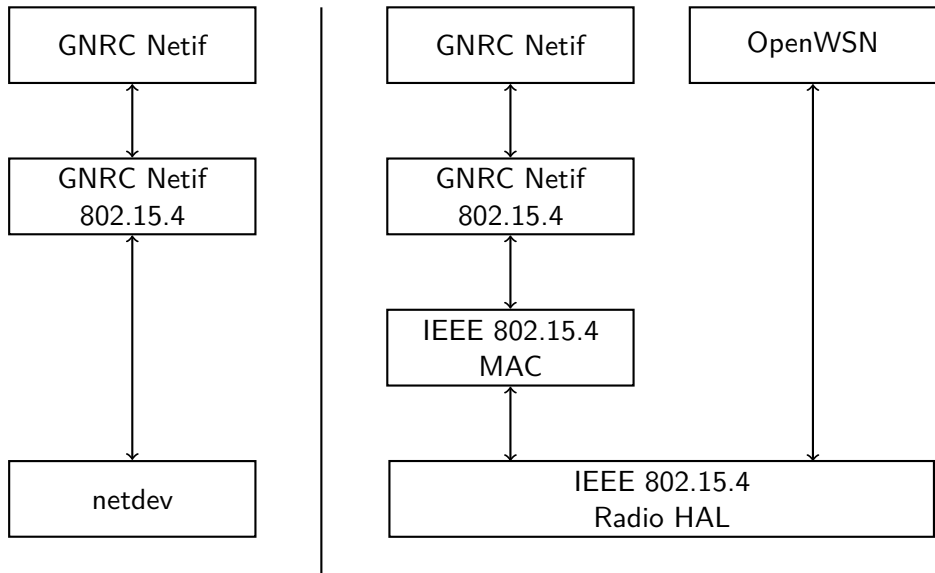 GNRC Netif
GNRC Netif
802.15.4
netdev
GNRC Netif
GNRC Netif
802.15.4
IEEE 802.15.4
MAC
OpenWSN
IEEE 802.15.4
Radio HAL